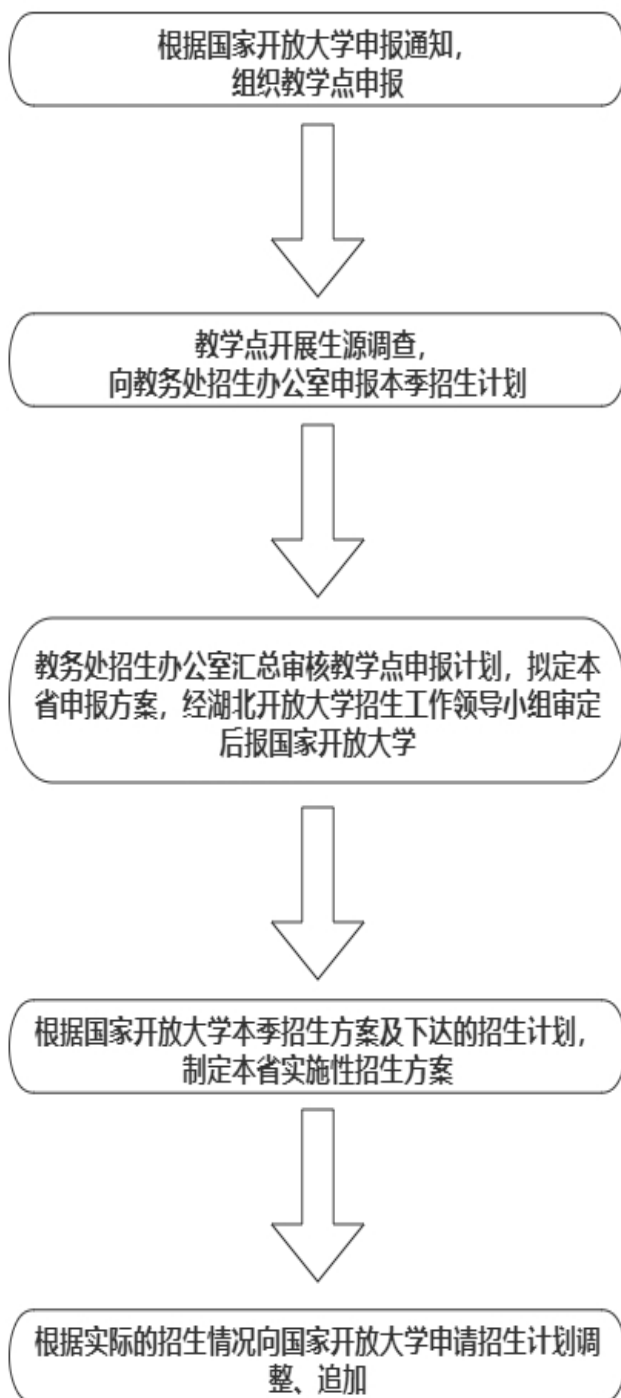 根据国家开放大学申报通知，
组织教学点申报
教学点开展生源调查，
向教务处招生办公室申报本季招生计划
教务处招生办公室汇总审核教学点申报计划，拟定本
省申报方案，经湖北开放大学招生工作领导小组审定
后报国家开放大学
根据国家开放大学本季招生方案及下达的招生计划，
制定本省实施性招生方案
根据实际的招生情况向国家开放大学申请招生计划调
整、追加